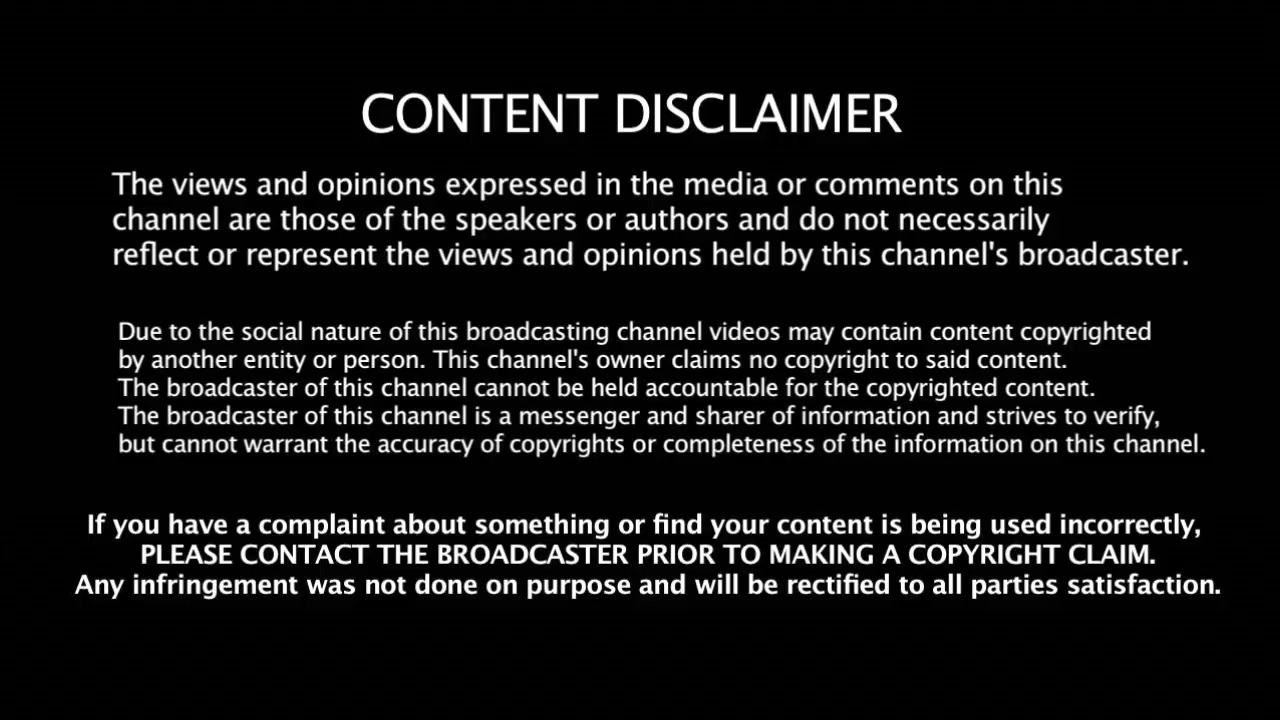 CONTENT DISCLAIMER
The views and opinions expressed in the media or comments on this
channel are those of the speakers or authors and do not necessarily
reflect or represent the views and opinions held by this channel's broadcaster.
Due to the social nature of this broadcasting channel videos may contain content copyrighted
by another entity or person. This channel's owner claims no copyright to said content.
The broadcaster of this channel cannot be held accountable for the copyrighted content.
The broadcaster of this channel is a messenger and sharer of information and strives to verify,
but cannot warrant the accuracy of copyrights or completeness of the information on this channel.
If you have a complaint about something or find your content is being used incorrectly,
PLEASE CONTACT THE BROADCASTER PRIOR TO MAKING A COPYRIGHT CLAIM.
Any infringement was not done on purpose and will be rectified to all parties satisfaction.